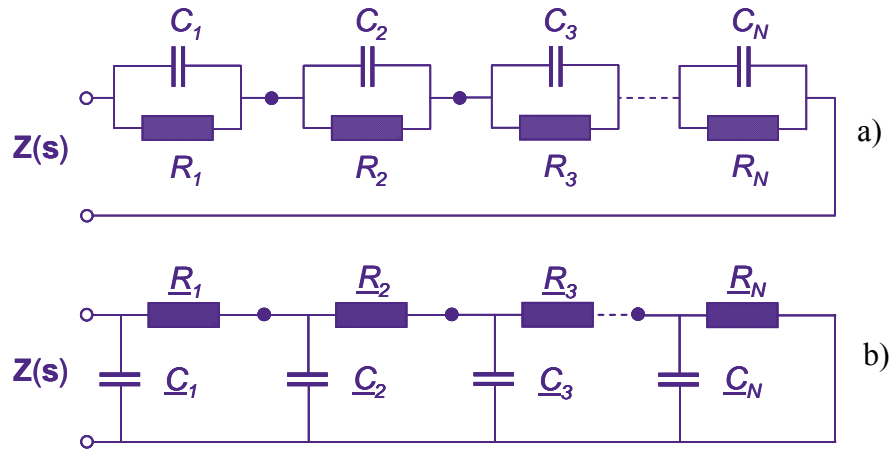 C1 C2 C3 CN
Z(s) a)
R1 R2 R3 RN
R1 R2 R3 RN
Z(s) C1 C2 C3 CN b)